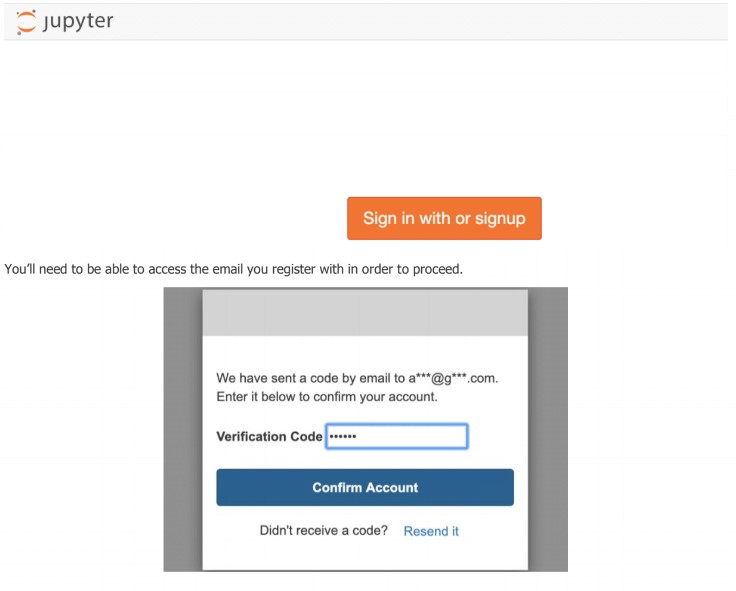 jupyter
Sign in with or signup
You'll need to be able to access the email you register with in order to proceed.
We have sent a code by email to a***@g***.com.
Enter it below to confirm your account.
Verification Code ••••••
Confirm Account
Didn't receive a code? Resend it